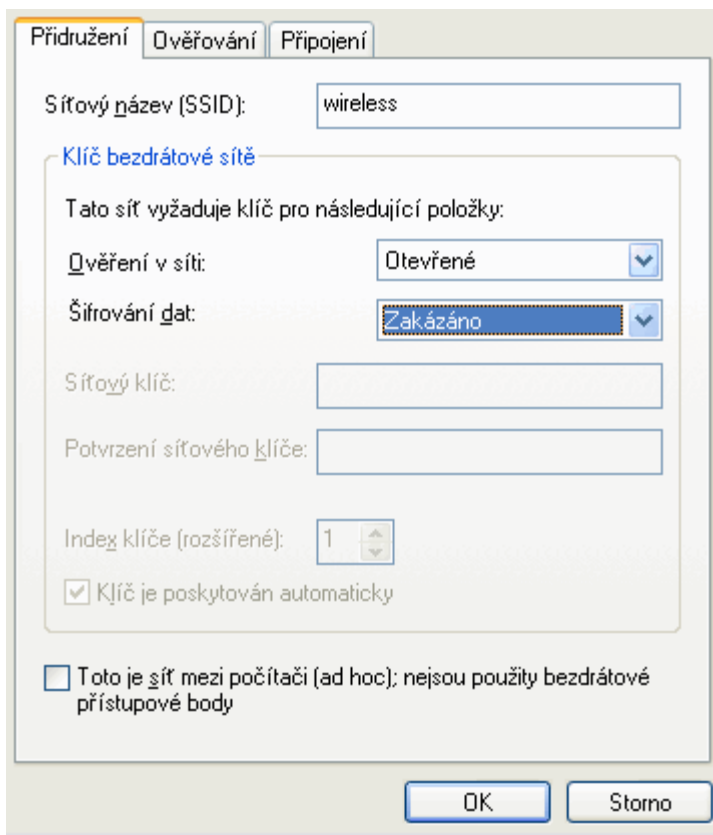 Přidružení Ověřování Připojení
Síťový název (SSID): wireless
Klíč bezdrátové sítě
Tato síť vyžaduje klíč pro následující položky:
Ověření v síti: Otevřené
Šifrování dat: Zakázáno
Síťový klíč:
Potvrzení síťového klíče:
Index klíče (rozšířené): 1
Klíč je poskytován automaticky
Toto je síť mezi počítači (ad hoc); nejsou použity bezdrátové
přístupové body
OK Storno